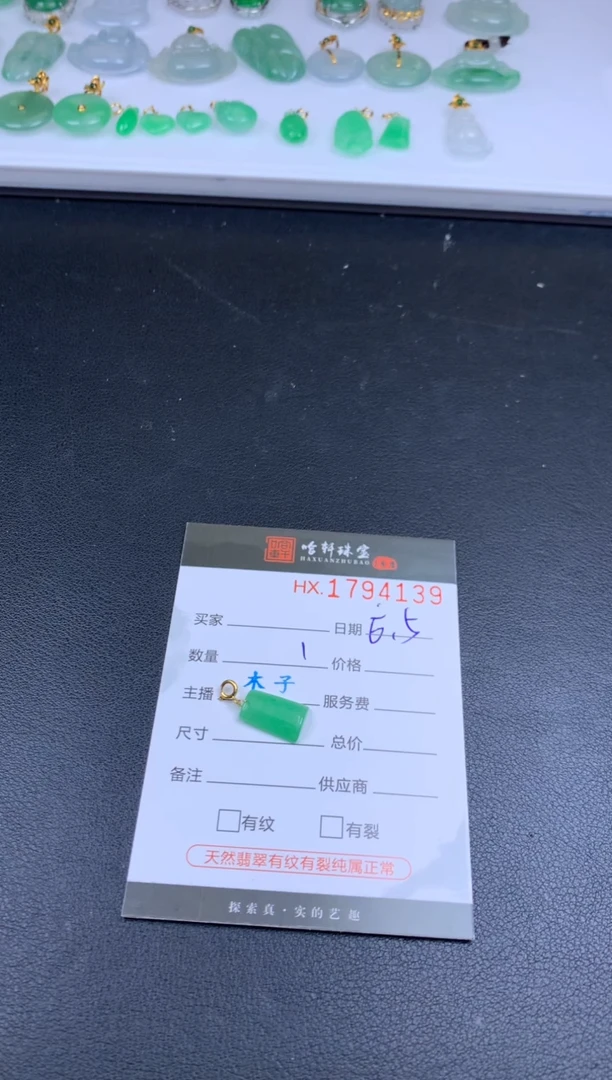 哈轩珠宝
HAXUANZHUBAO
HX.1794139
买家 日期 6.5
数量 1 价格
主播 木子 服务费
尺寸 总价
备注 供应商
有纹 有裂
天然翡翠有纹有裂纯属正常
探索真·实的艺趣